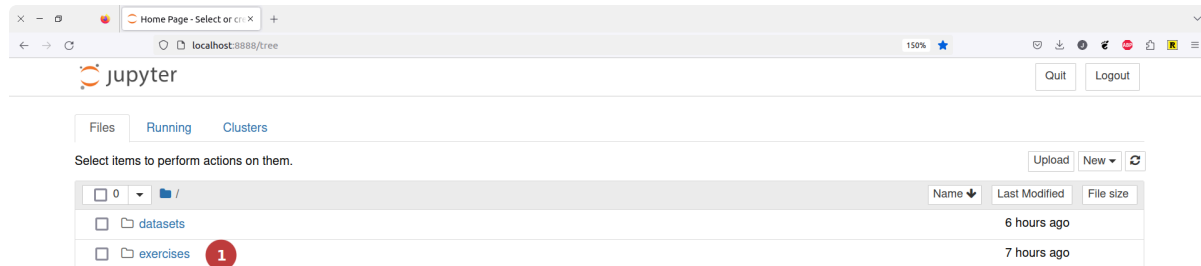 Home Page - Select or cre
localhost:8888/tree
150%
ABP
R
jupyter
Quit
Logout
Files
Running
Clusters
Select items to perform actions on them.
Upload
New
0
/
Name
Last Modified
File size
datasets
6 hours ago
exercises
1
7 hours ago